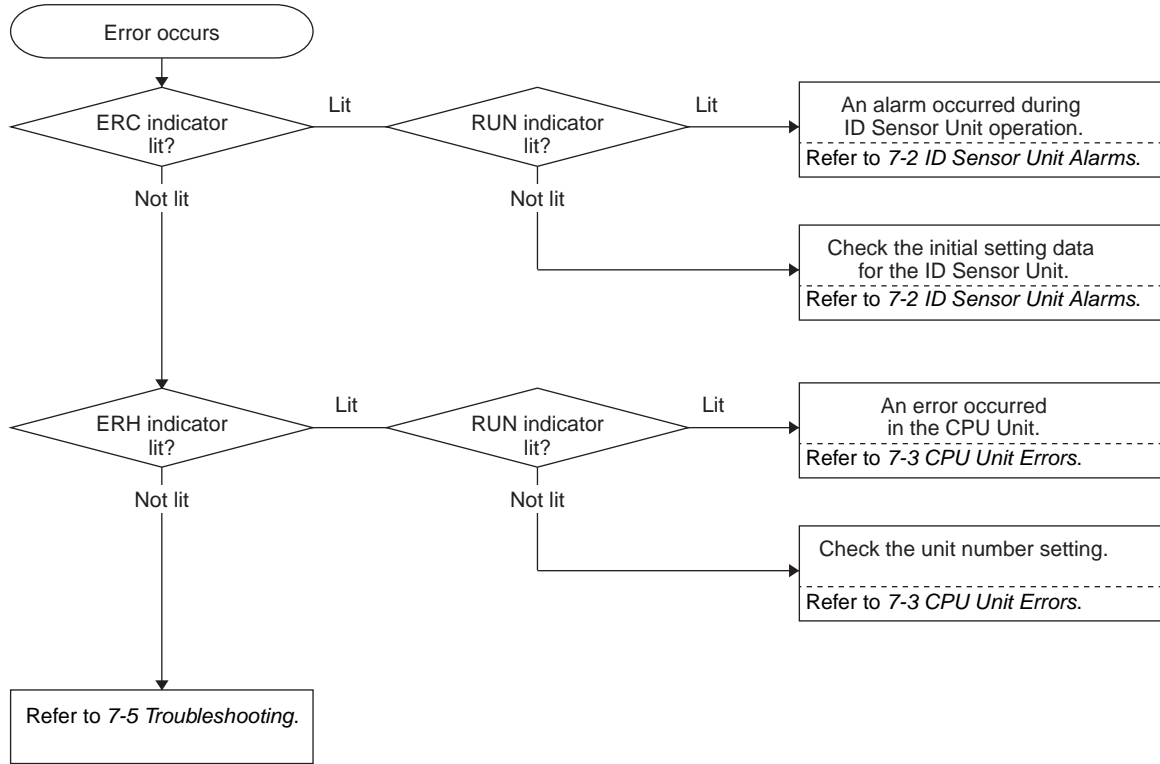 Error occurs
ERC indicator
lit?
Lit
RUN indicator
lit?
Lit
An alarm occurred during
ID Sensor Unit operation.
Refer to 7-2 ID Sensor Unit Alarms.
Not lit
Not lit
Check the initial setting data
for the ID Sensor Unit.
Refer to 7-2 ID Sensor Unit Alarms.
ERH indicator
lit?
Lit
RUN indicator
lit?
Lit
An error occurred
in the CPU Unit.
Refer to 7-3 CPU Unit Errors.
Not lit
Not lit
Check the unit number setting.
Refer to 7-3 CPU Unit Errors.
Refer to 7-5 Troubleshooting.